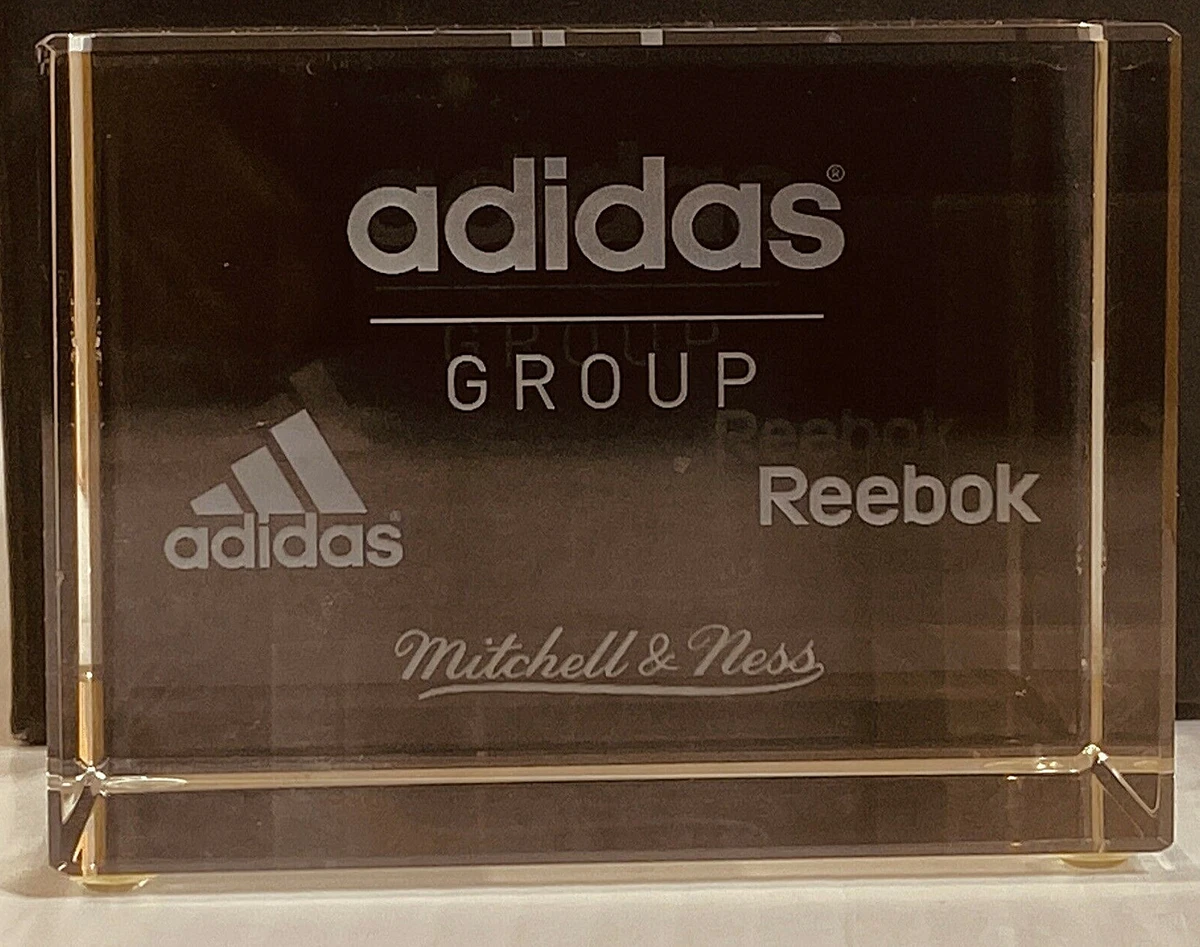 adidas®
GROUP
adidas®
Reebok
Mitchell & Ness